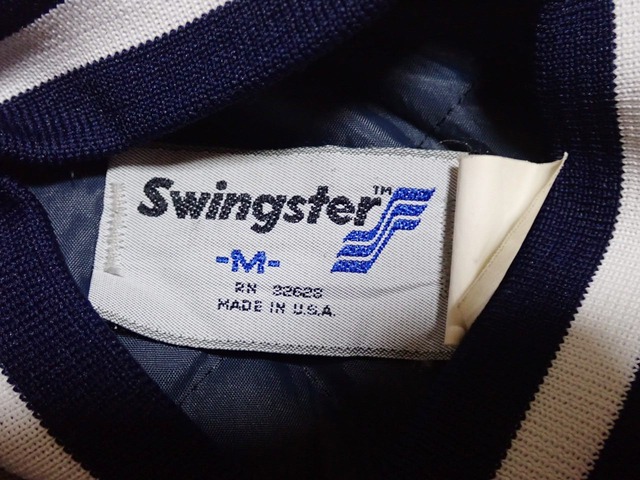 Swingster™
-M-
RN 32628
MADE IN U.S.A.